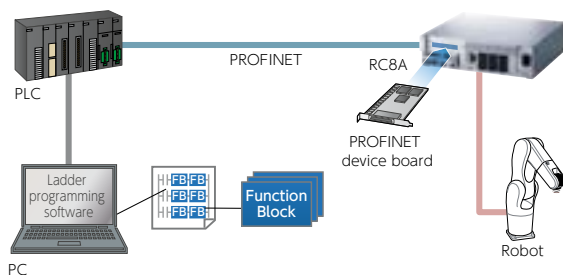 PROFINET
RC8A
PLC
PROFINET
device board
Ladder
programming
software
FB FB
FB FB
FB FB
Function
Block
Robot
PC